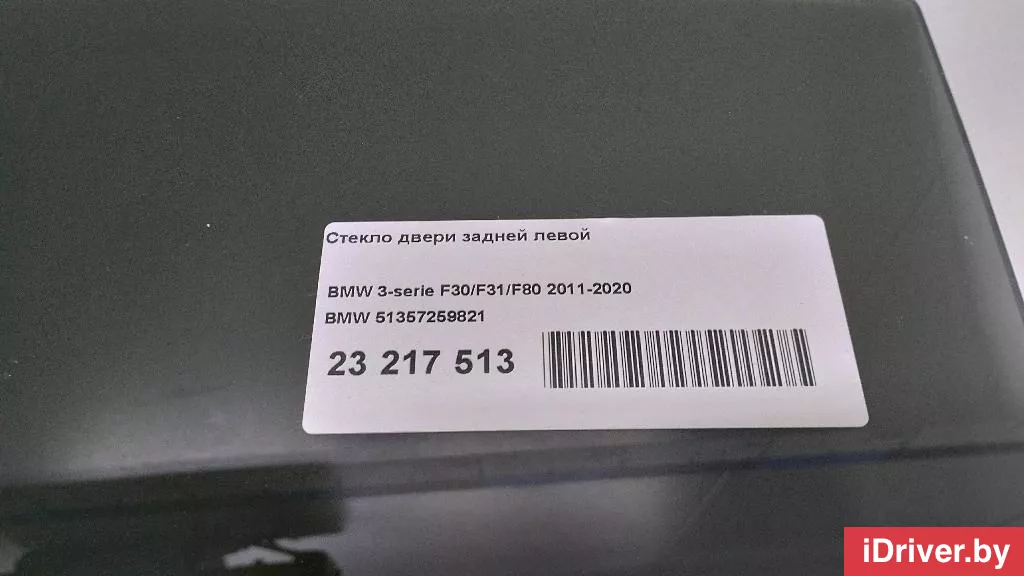 Стекло двери задней левой
BMW 3-serie F30/F31/F80 2011-2020
BMW 51357259821
23 217 513
iDriver.by